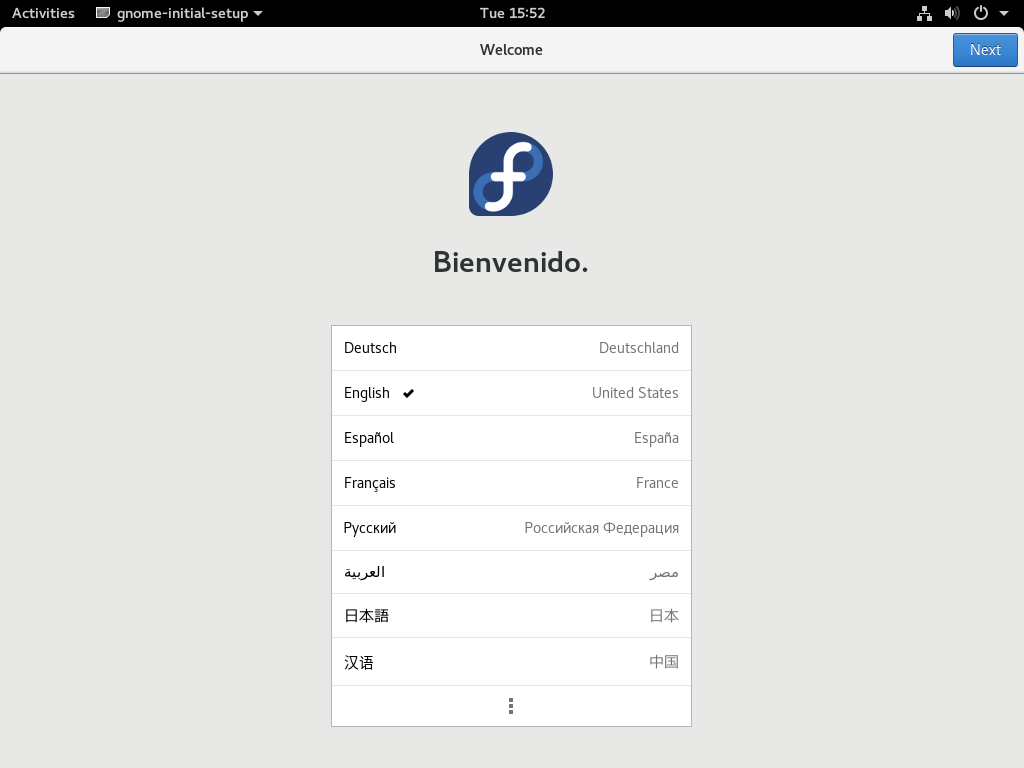 Activities gnome-initial-setup Tue 15:52
Welcome Next
Bienvenido.
Deutsch Deutschland
English United States
Español España
Français France
Русский Российская Федерация
العربية مصر
日本語 日本
汉语 中国